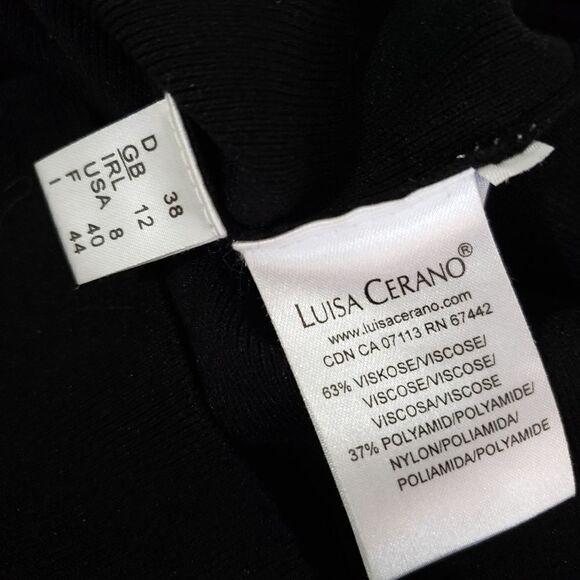 D 38
GB
IRL 12
USA 8
F 40
I 44
LUISA CERANO®
www.luisacerano.com
CDN CA 07113 RN 67442
63% VISKOSE/VISCOSE/
VISCOSE/VISCOSE/
VISCOSA/VISCOSE
37% POLYAMID/POLYAMIDE/
NYLON/POLIAMIDA/
POLIAMIDA/POLYAMIDE